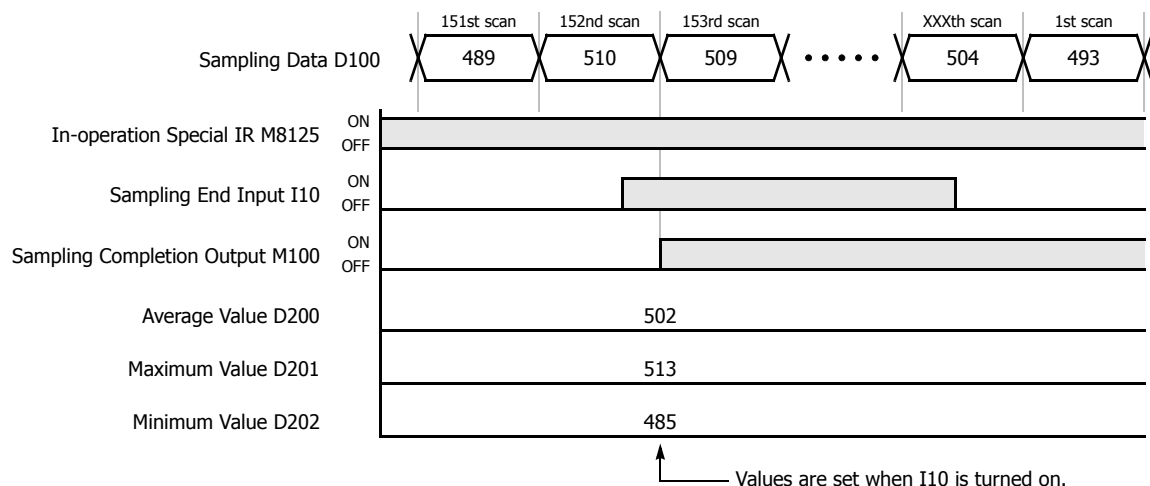 151st scan 152nd scan 153rd scan XXXth scan 1st scan
Sampling Data D100 489 510 509 504 493
In-operation Special IR M8125 ON
OFF
Sampling End Input I10 ON
OFF
Sampling Completion Output M100 ON
OFF
Average Value D200 502
Maximum Value D201 513
Minimum Value D202 485
Values are set when I10 is turned on.